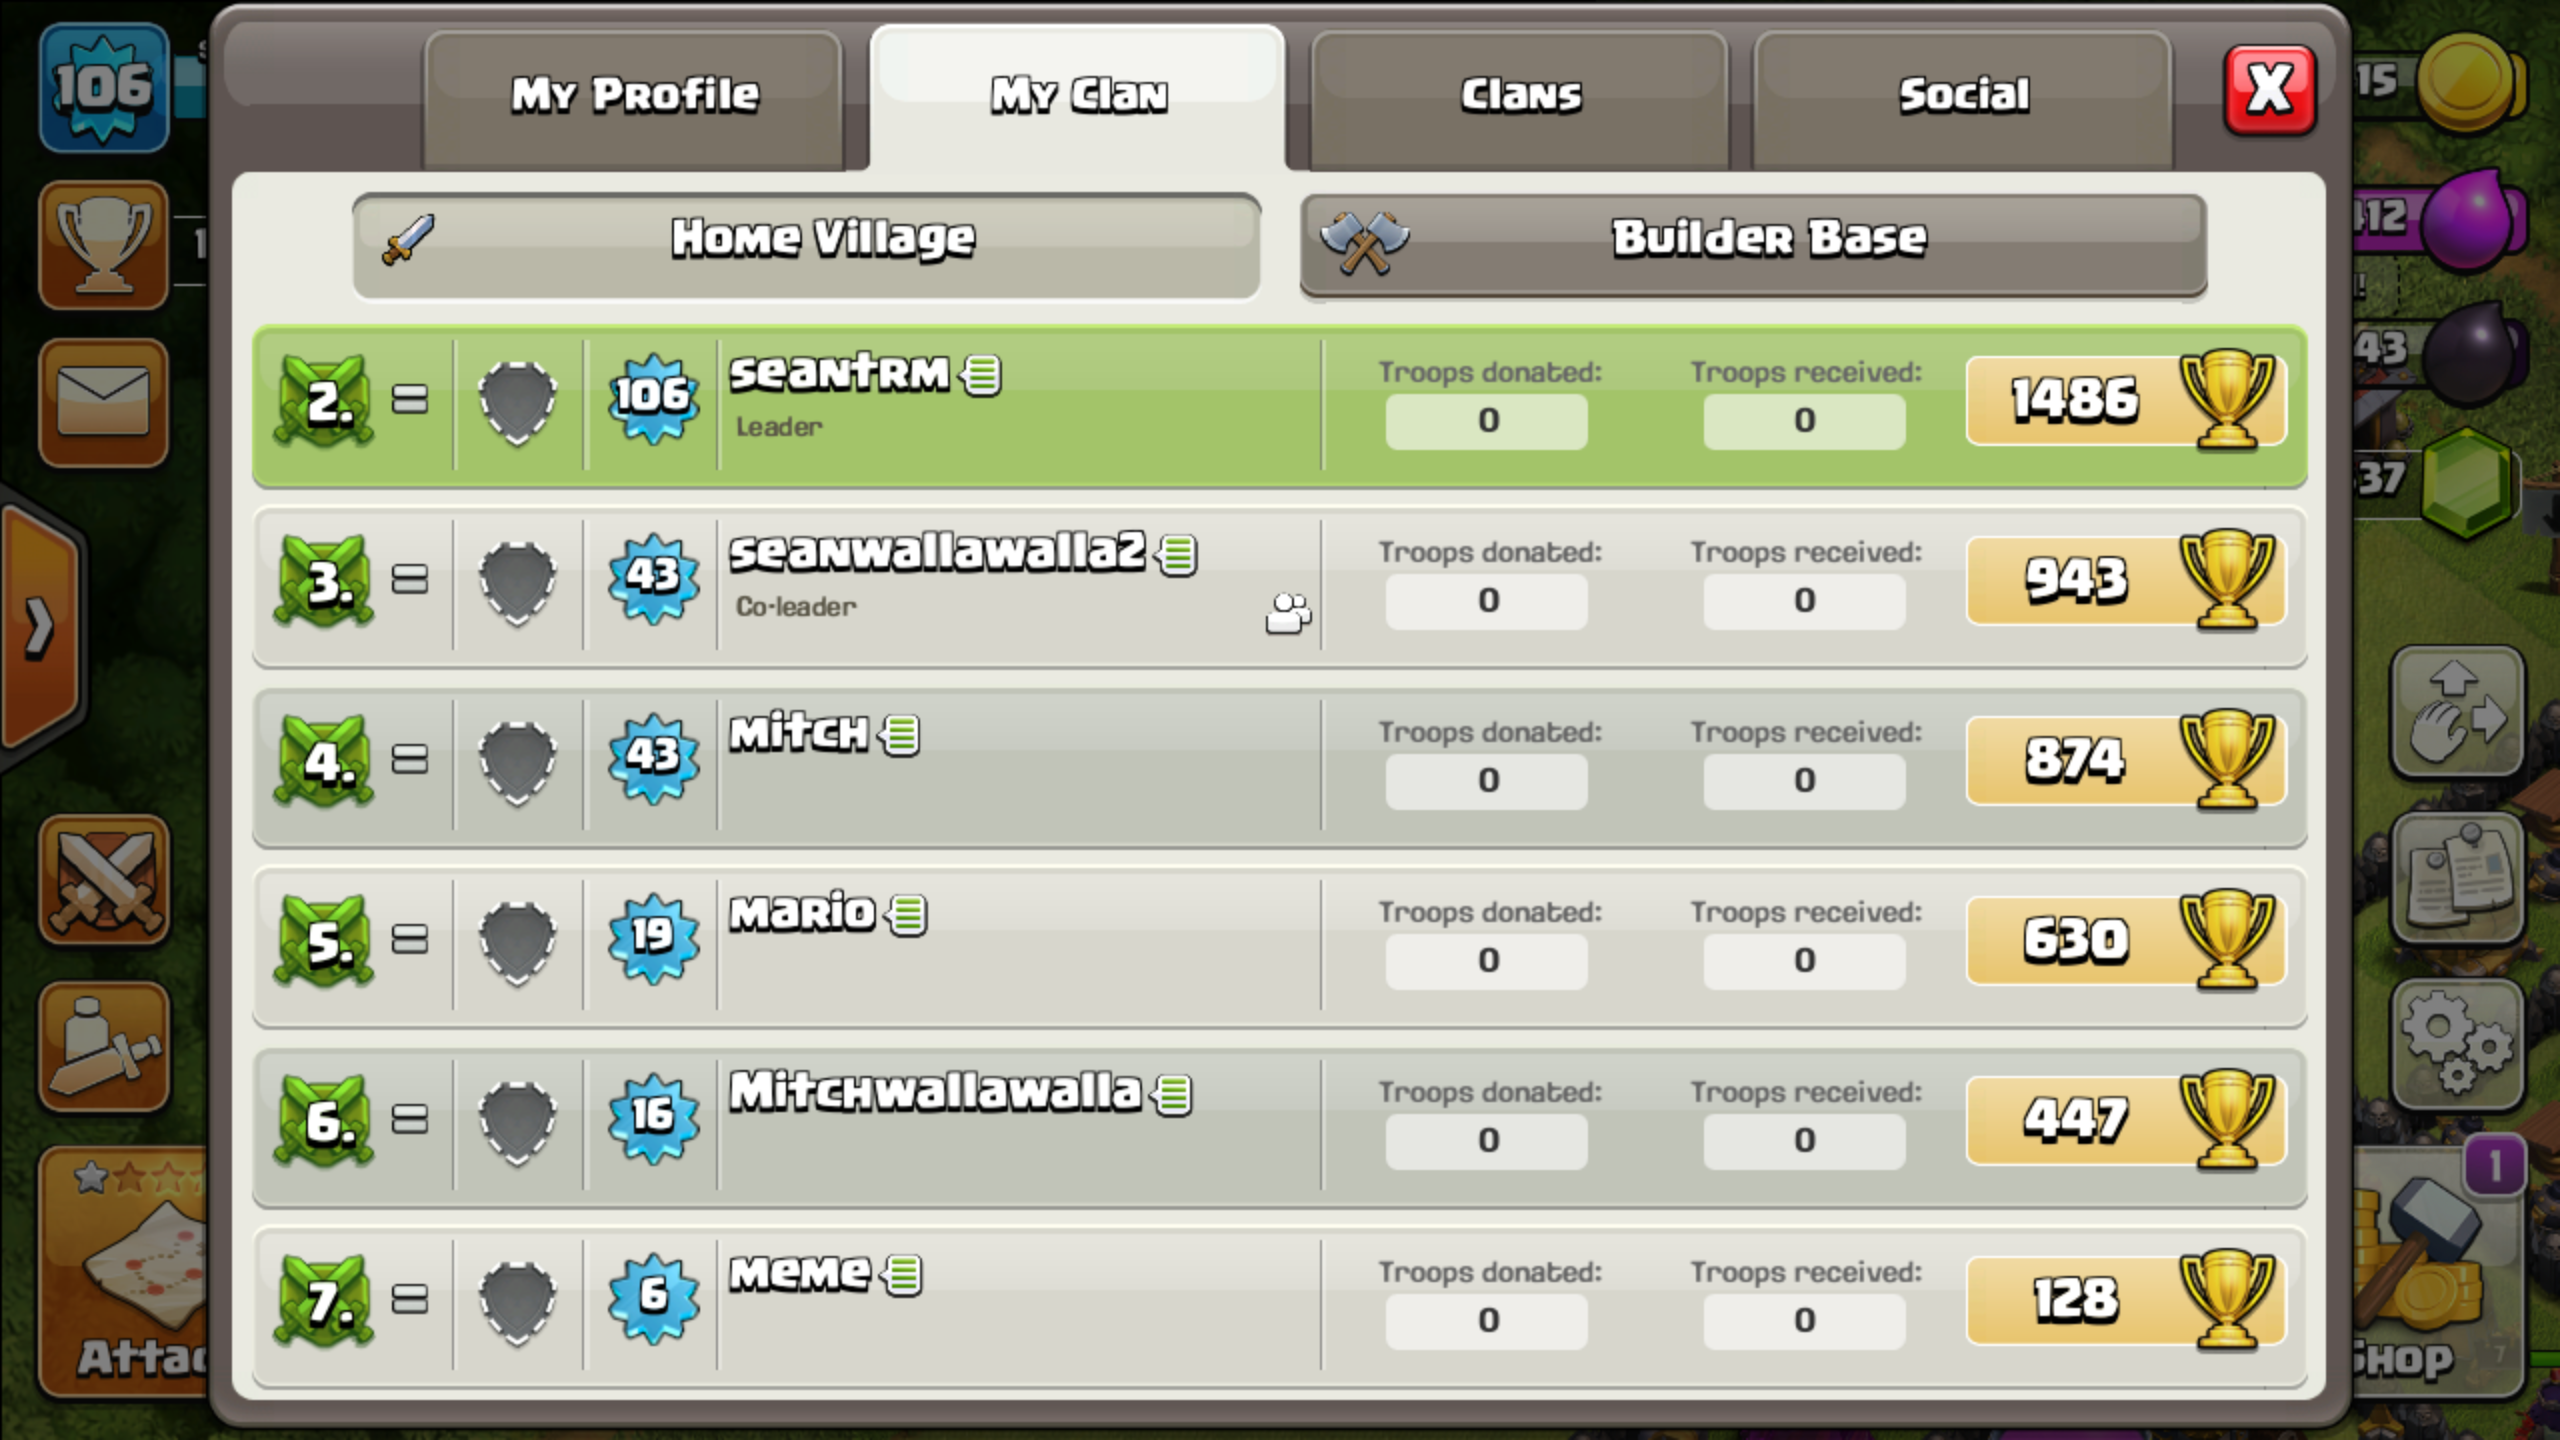 106
My Profile
My Clan
Clans
Social
X
15
Home Village
Builder Base
412
2. =
106
seantrm
Leader
Troops donated:
0
Troops received:
0
1486
43
37
3. =
43
seanwallawalla2
Co-leader
Troops donated:
0
Troops received:
0
943
4. =
43
Mitch
Troops donated:
0
Troops received:
0
874
5. =
19
Mario
Troops donated:
0
Troops received:
0
630
6. =
16
Mitchwallawalla
Troops donated:
0
Troops received:
0
447
1
7. =
6
meme
Troops donated:
0
Troops received:
0
128
Attac
Shop